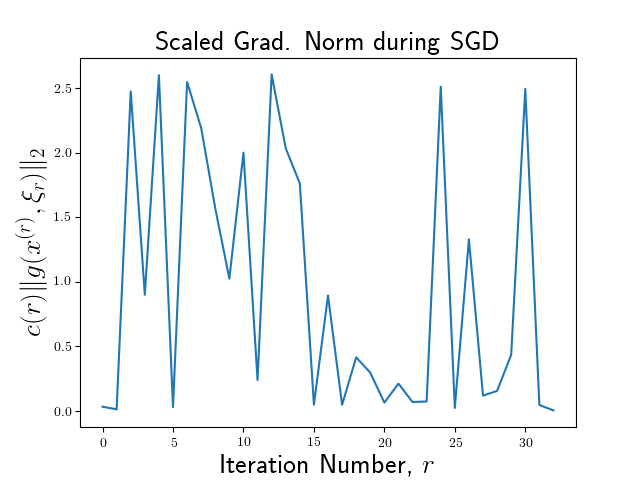 Scaled Grad. Norm during SGD
c(r)||g(x^(r), ξ_r)||_2
2.5
2.0
1.5
1.0
0.5
0.0
0 5 10 15 20 25 30
Iteration Number, r